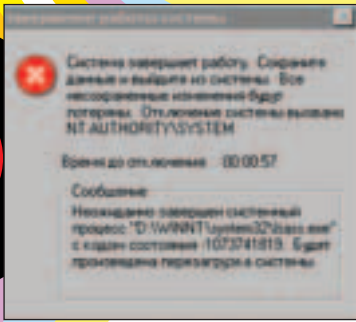 Завершение работы системы
Система завершает работу. Сохраните
данные и выйдите из системы. Все
несохраненные изменения будут
потеряны. Отключение системы вызвано
NT AUTHORITY\SYSTEM
Время до отключения: 00:00:57
Сообщение
Неожиданно завершен системный
процесс "D:\WINNT\system32\lsass.exe"
с кодом состояния -1073741819. Будет
произведена перезагрузка системы